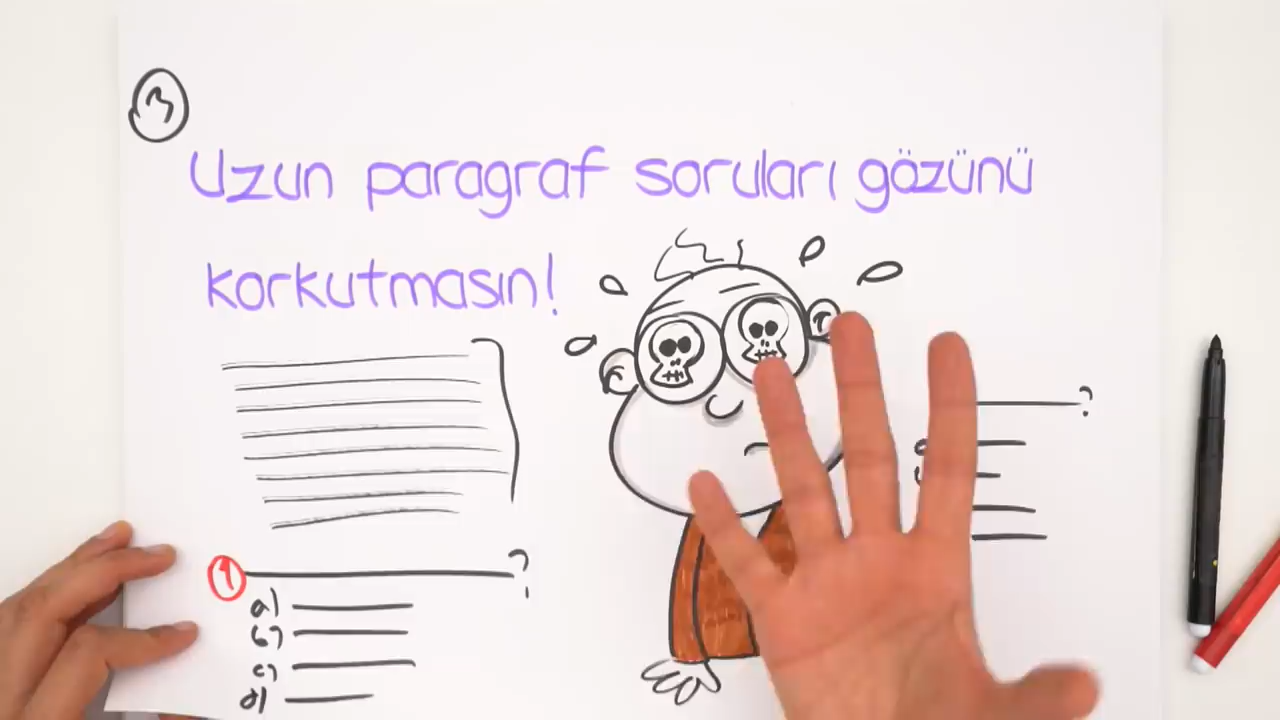 3
Uzun paragraf soruları gözünü
korkutmasın!
?
1 ?
a)
b)
c)
d)